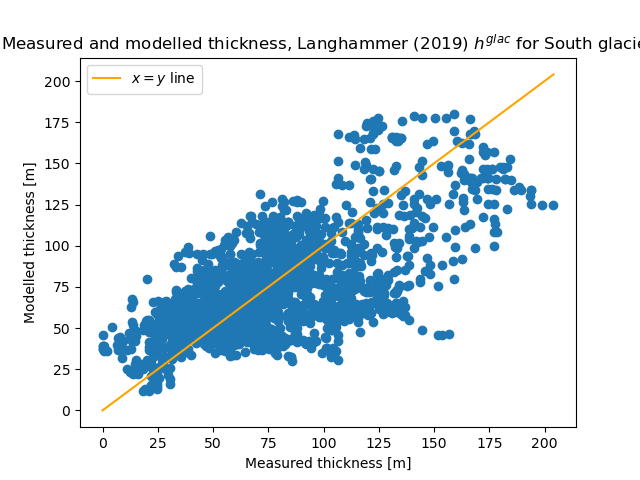 Measured and modelled thickness, Langhammer (2019) h^{glac} for South glacie
x = y line
200
175
150
125
100
75
50
25
0
Modelled thickness [m]
0 25 50 75 100 125 150 175 200
Measured thickness [m]